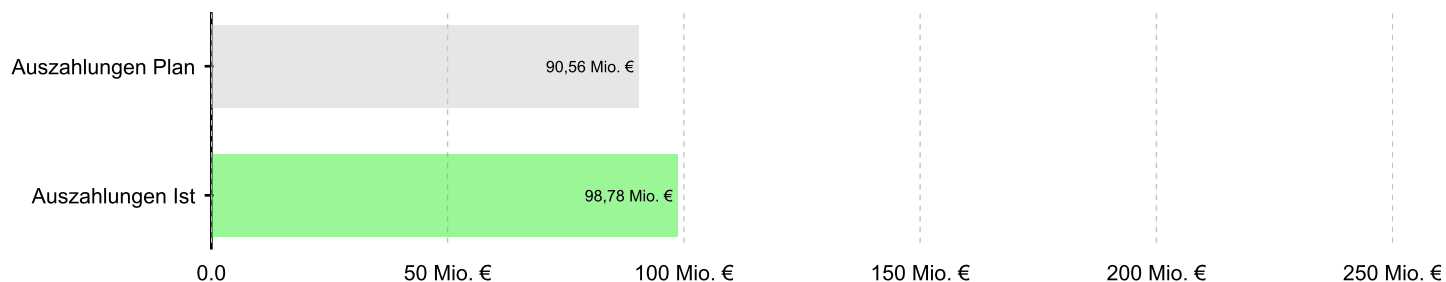 Auszahlungen Plan
90,56 Mio. €
Auszahlungen Ist
98,78 Mio. €
0.0 50 Mio. € 100 Mio. € 150 Mio. € 200 Mio. € 250 Mio. €